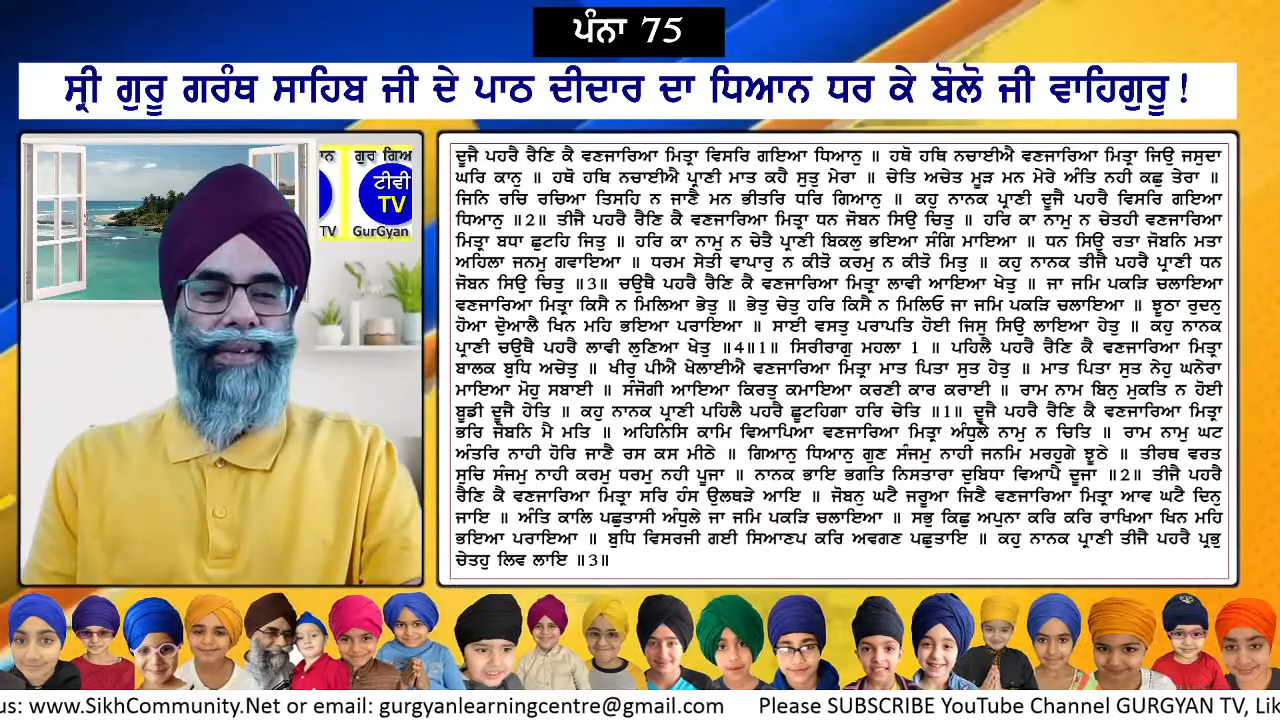 ਪੰਨਾ 75
ਸ੍ਰੀ ਗੁਰੂ ਗਰੰਥ ਸਾਹਿਬ ਜੀ ਦੇ ਪਾਠ ਦੀਦਾਰ ਦਾ ਧਿਆਨ ਧਰ ਕੇ ਬੋਲੋ ਜੀ ਵਾਹਿਗੁਰੂ!
ਾਨ
ਗੁਰ ਗਿਆ
ਟੀਵੀ
TV
TV GurGyan
ਦੂਜੈ ਪਹਰੈ ਰੈਣਿ ਕੈ ਵਣਜਾਰਿਆ ਮਿਤ੍ਰਾ ਵਿਸਰਿ ਗਇਆ ਧਿਆਨੁ ॥ ਹਥੋ ਹਥਿ ਨਚਾਈਐ ਵਣਜਾਰਿਆ ਮਿਤ੍ਰਾ ਜਿਉ ਜਸੁਦਾ
ਘਰਿ ਕਾਨੁ ॥ ਹਥੋ ਹਥਿ ਨਚਾਈਐ ਪ੍ਰਾਣੀ ਮਾਤ ਕਹੈ ਸੁਤੁ ਮੇਰਾ ॥ ਚੇਤਿ ਅਚੇਤ ਮੂੜ ਮਨ ਮੇਰੇ ਅੰਤਿ ਨਹੀ ਕਛੁ ਤੇਰਾ ॥
ਜਿਨਿ ਰਚਿ ਰਚਿਆ ਤਿਸਹਿ ਨ ਜਾਣੈ ਮਨ ਭੀਤਰਿ ਧਰਿ ਗਿਆਨੁ ॥ ਕਹੁ ਨਾਨਕ ਪ੍ਰਾਣੀ ਦੂਜੈ ਪਹਰੈ ਵਿਸਰਿ ਗਇਆ
ਧਿਆਨੁ ॥2॥ ਤੀਜੈ ਪਹਰੈ ਰੈਣਿ ਕੈ ਵਣਜਾਰਿਆ ਮਿਤ੍ਰਾ ਧਨ ਜੋਬਨ ਸਿਉ ਚਿਤੁ ॥ ਹਰਿ ਕਾ ਨਾਮੁ ਨ ਚੇਤਹੀ ਵਣਜਾਰਿਆ
ਮਿਤ੍ਰਾ ਬਧਾ ਛੁਟਹਿ ਜਿਤੁ ॥ ਹਰਿ ਕਾ ਨਾਮੁ ਨ ਚੇਤੈ ਪ੍ਰਾਣੀ ਬਿਕਲੁ ਭਇਆ ਸੰਗਿ ਮਾਇਆ ॥ ਧਨ ਸਿਉ ਰਤਾ ਜੋਬਨਿ ਮਤਾ
ਅਹਿਲਾ ਜਨਮੁ ਗਵਾਇਆ ॥ ਧਰਮ ਸੇਤੀ ਵਾਪਾਰੁ ਨ ਕੀਤੋ ਕਰਮੁ ਨ ਕੀਤੋ ਮਿਤੁ ॥ ਕਹੁ ਨਾਨਕ ਤੀਜੈ ਪਹਰੈ ਪ੍ਰਾਣੀ ਧਨ
ਜੋਬਨ ਸਿਉ ਚਿਤੁ ॥3॥ ਚਉਥੈ ਪਹਰੈ ਰੈਣਿ ਕੈ ਵਣਜਾਰਿਆ ਮਿਤ੍ਰਾ ਲਾਵੀ ਆਇਆ ਖੇਤੁ ॥ ਜਾ ਜਮਿ ਪਕੜਿ ਚਲਾਇਆ
ਵਣਜਾਰਿਆ ਮਿਤ੍ਰਾ ਕਿਸੈ ਨ ਮਿਲਿਆ ਭੇਤੁ ॥ ਭੇਤੁ ਚੇਤੁ ਹਰਿ ਕਿਸੈ ਨ ਮਿਲਿਓ ਜਾ ਜਮਿ ਪਕੜਿ ਚਲਾਇਆ ॥ ਝੂਠਾ ਰੁਦਨੁ
ਹੋਆ ਦੋੁਆਲੈ ਖਿਨ ਮਹਿ ਭਇਆ ਪਰਾਇਆ ॥ ਸਾਈ ਵਸਤੁ ਪਰਾਪਤਿ ਹੋਈ ਜਿਸੁ ਸਿਉ ਲਾਇਆ ਹੇਤੁ ॥ ਕਹੁ ਨਾਨਕ
ਪ੍ਰਾਣੀ ਚਉਥੈ ਪਹਰੈ ਲਾਵੀ ਲੁਣਿਆ ਖੇਤੁ ॥4॥1॥ ਸਿਰੀਰਾਗੁ ਮਹਲਾ 1 ॥ ਪਹਿਲੈ ਪਹਰੈ ਰੈਣਿ ਕੈ ਵਣਜਾਰਿਆ ਮਿਤ੍ਰਾ
ਬਾਲਕ ਬੁਧਿ ਅਚੇਤੁ ॥ ਖੀਰੁ ਪੀਐ ਖੇਲਾਈਐ ਵਣਜਾਰਿਆ ਮਿਤ੍ਰਾ ਮਾਤ ਪਿਤਾ ਸੁਤ ਹੇਤੁ ॥ ਮਾਤ ਪਿਤਾ ਸੁਤ ਨੇਹੁ ਘਨੇਰਾ
ਮਾਇਆ ਮੋਹੁ ਸਬਾਈ ॥ ਸੰਜੋਗੀ ਆਇਆ ਕਿਰਤੁ ਕਮਾਇਆ ਕਰਣੀ ਕਾਰ ਕਰਾਈ ॥ ਰਾਮ ਨਾਮ ਬਿਨੁ ਮੁਕਤਿ ਨ ਹੋਈ
ਬੂਡੀ ਦੂਜੈ ਹੇਤਿ ॥ ਕਹੁ ਨਾਨਕ ਪ੍ਰਾਣੀ ਪਹਿਲੈ ਪਹਰੈ ਛੂਟਹਿਗਾ ਹਰਿ ਚੇਤਿ ॥1॥ ਦੂਜੈ ਪਹਰੈ ਰੈਣਿ ਕੈ ਵਣਜਾਰਿਆ ਮਿਤ੍ਰਾ
ਭਰਿ ਜੋਬਨਿ ਮੈ ਮਤਿ ॥ ਅਹਿਨਿਸਿ ਕਾਮਿ ਵਿਆਪਿਆ ਵਣਜਾਰਿਆ ਮਿਤ੍ਰਾ ਅੰਧੁਲੇ ਨਾਮੁ ਨ ਚਿਤਿ ॥ ਰਾਮ ਨਾਮੁ ਘਟ
ਅੰਤਰਿ ਨਾਹੀ ਹੋਰਿ ਜਾਣੈ ਰਸ ਕਸ ਮੀਠੇ ॥ ਗਿਆਨੁ ਧਿਆਨੁ ਗੁਣ ਸੰਜਮੁ ਨਾਹੀ ਜਨਮਿ ਮਰਹੁਗੇ ਝੂਠੇ ॥ ਤੀਰਥ ਵਰਤ
ਸੁਚਿ ਸੰਜਮੁ ਨਾਹੀ ਕਰਮੁ ਧਰਮੁ ਨਹੀ ਪੂਜਾ ॥ ਨਾਨਕ ਭਾਇ ਭਗਤਿ ਨਿਸਤਾਰਾ ਦੁਬਿਧਾ ਵਿਆਪੈ ਦੂਜਾ ॥2॥ ਤੀਜੈ ਪਹਰੈ
ਰੈਣਿ ਕੈ ਵਣਜਾਰਿਆ ਮਿਤ੍ਰਾ ਸਰਿ ਹੰਸ ਉਲਥੜੇ ਆਇ ॥ ਜੋਬਨੁ ਘਟੈ ਜਰੂਆ ਜਿਣੈ ਵਣਜਾਰਿਆ ਮਿਤ੍ਰਾ ਆਵ ਘਟੈ ਦਿਨੁ
ਜਾਇ ॥ ਅੰਤਿ ਕਾਲਿ ਪਛੁਤਾਸੀ ਅੰਧੁਲੇ ਜਾ ਜਮਿ ਪਕੜਿ ਚਲਾਇਆ ॥ ਸਭੁ ਕਿਛੁ ਅਪੁਨਾ ਕਰਿ ਕਰਿ ਰਾਖਿਆ ਖਿਨ ਮਹਿ
ਭਇਆ ਪਰਾਇਆ ॥ ਬੁਧਿ ਵਿਸਰਜੀ ਗਈ ਸਿਆਣਪ ਕਰਿ ਅਵਗਣ ਪਛੁਤਾਇ ॥ ਕਹੁ ਨਾਨਕ ਪ੍ਰਾਣੀ ਤੀਜੈ ਪਹਰੈ ਪ੍ਰਭੁ
ਚੇਤਹੁ ਲਿਵ ਲਾਇ ॥3॥
us: www.SikhCommunity.Net or email: gurgyanlearningcentre@gmail.com Please SUBSCRIBE YouTube Channel GURGYAN TV, Lik